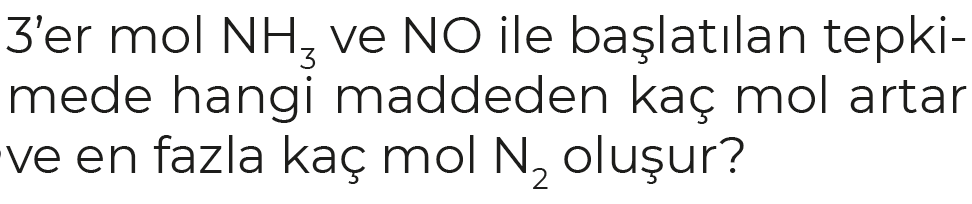 3’er mol NH₃ ve NO ile başlatılan tepki-
mede hangi maddeden kaç mol artar
ve en fazla kaç mol N₂ oluşur?